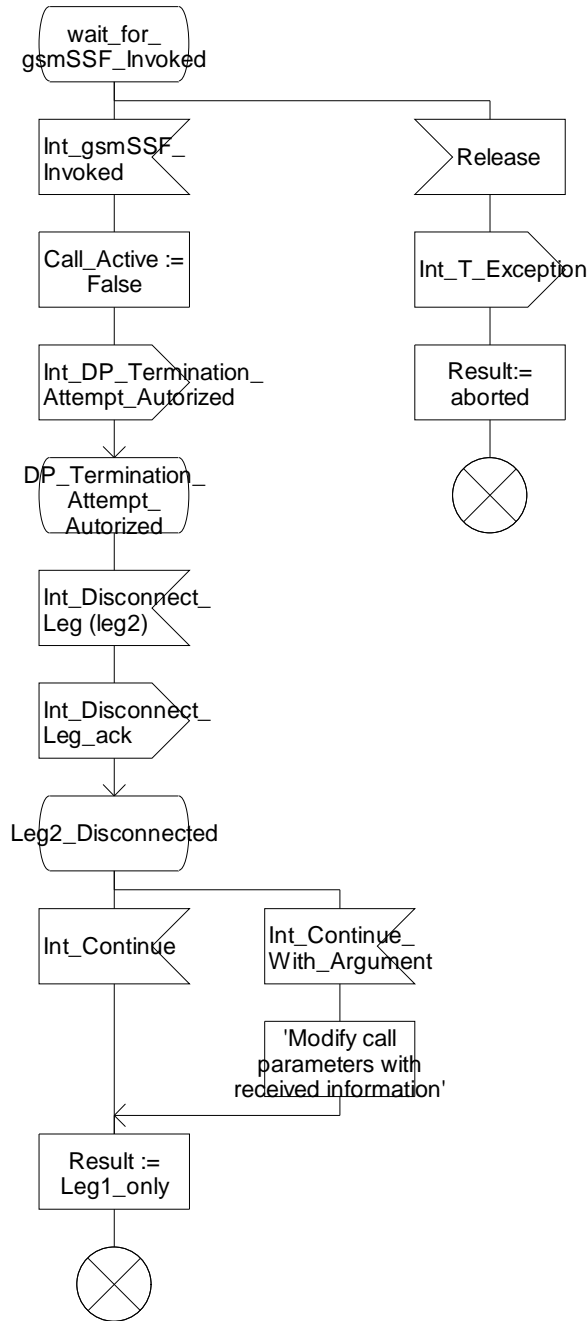 wait_for_
gsmSSF_Invoked
Int_gsmSSF_
Invoked
Release
Call_Active :=
False
Int_T_Exception
Int_DP_Termination_
Attempt_Autorized
Result:=
aborted
DP_Termination_
Attempt_
Autorized
Int_Disconnect_
Leg (leg2)
Int_Disconnect_
Leg_ack
Leg2_Disconnected
Int_Continue
Int_Continue_
With_Argument
'Modify call
parameters with
received information'
Result :=
Leg1_only